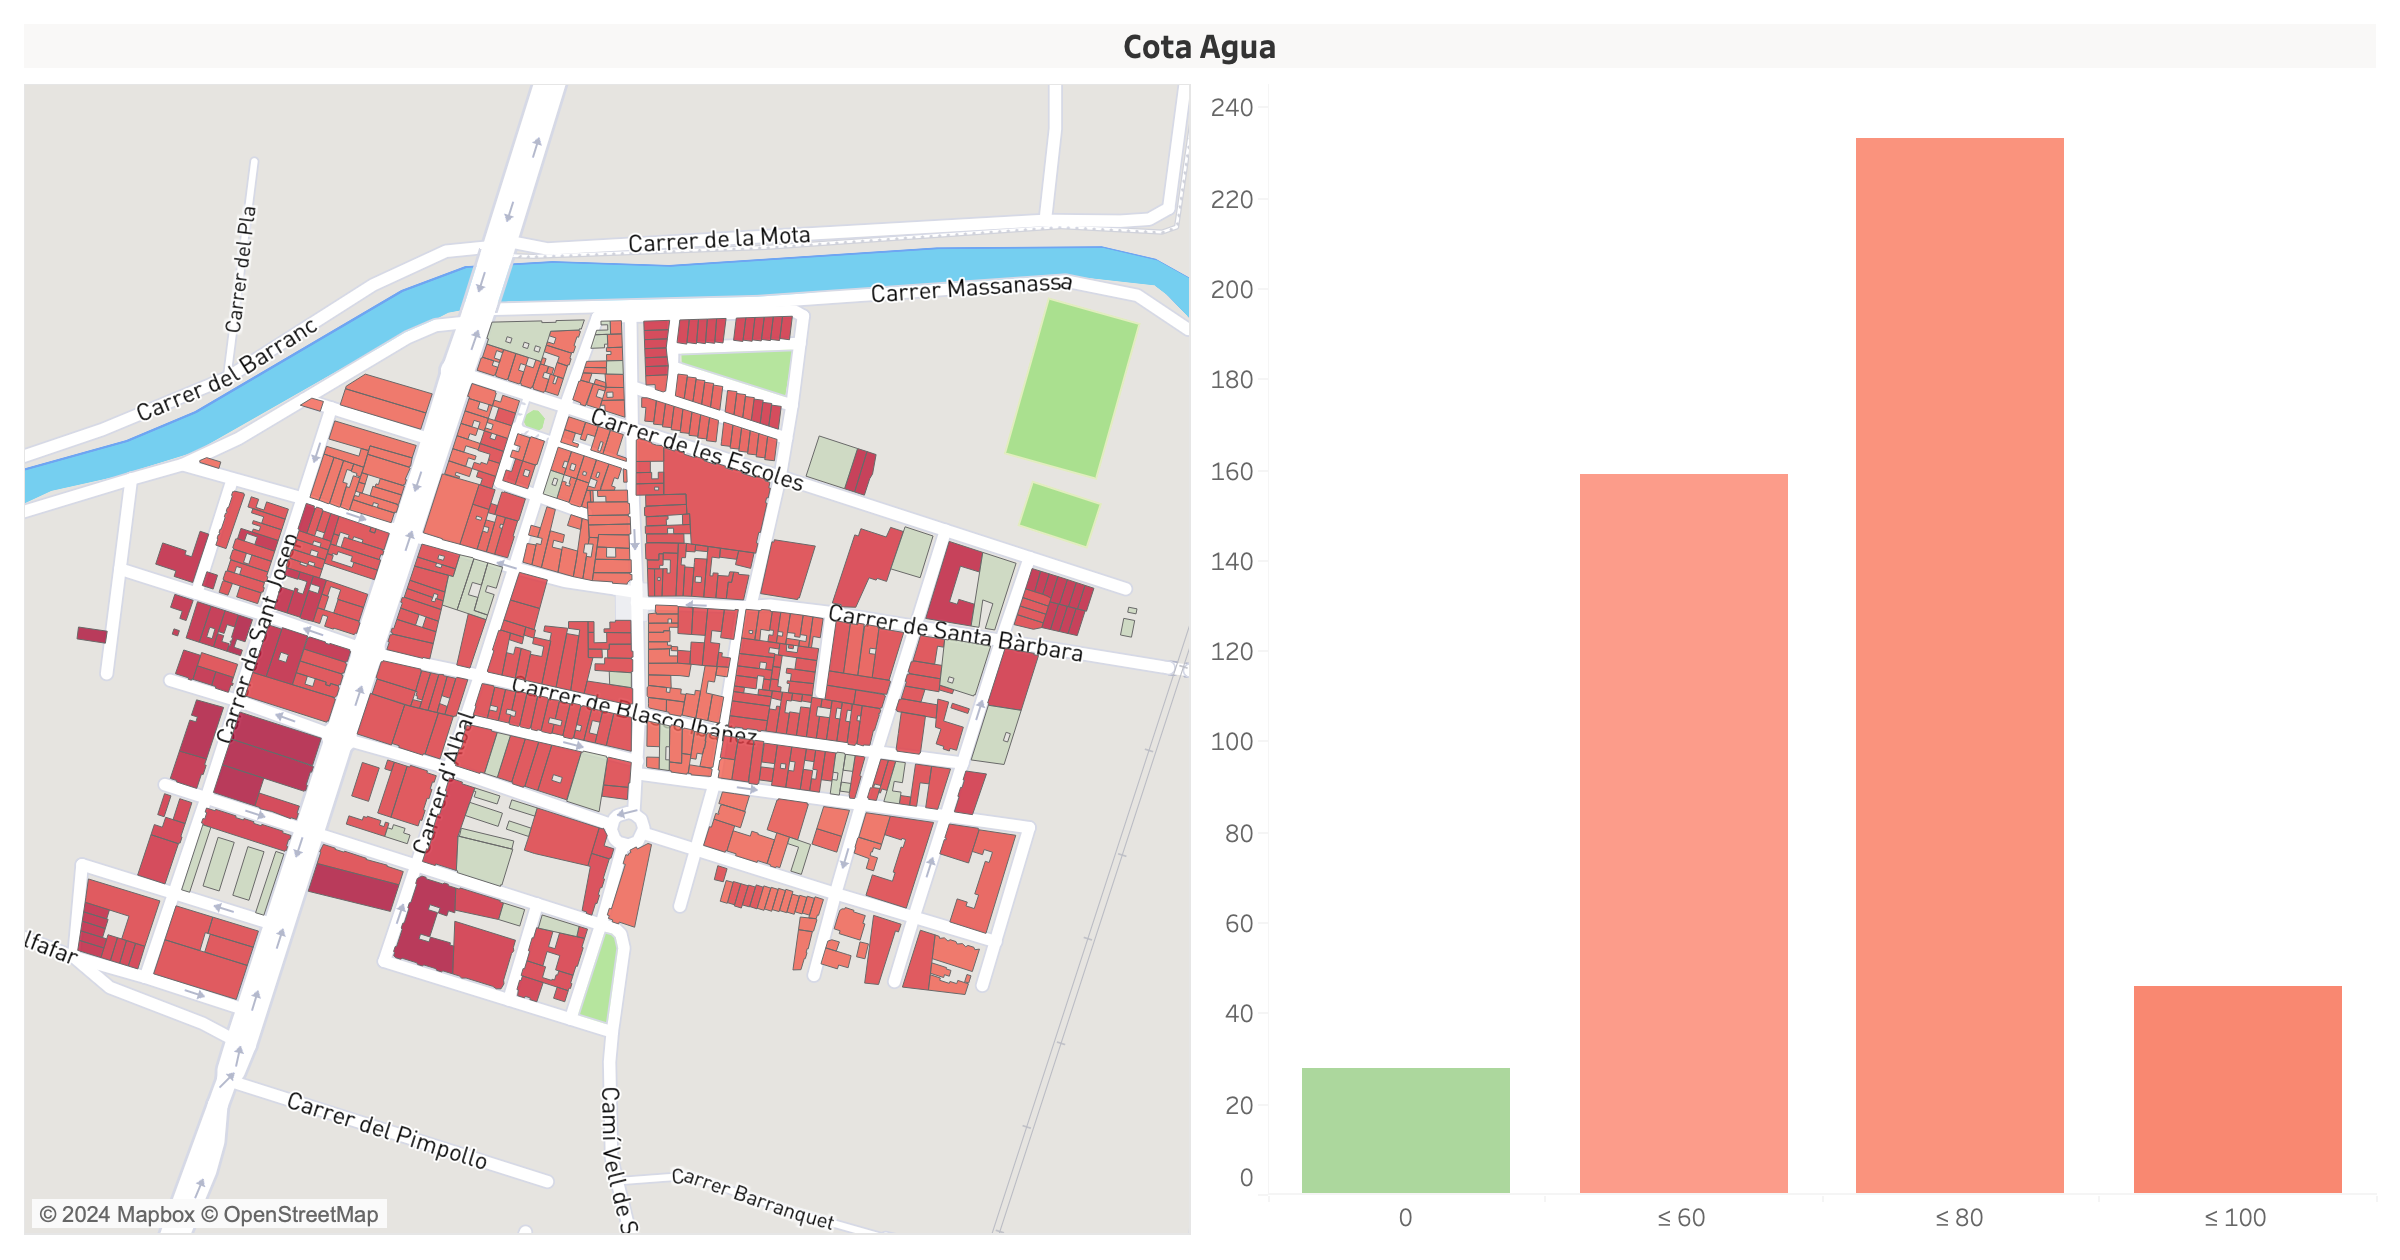 Cota Agua
Carrer del Pla
Carrer de la Mota
Carrer Massanassa
Carrer del Barranc
Carrer de les Escoles
Carrer de Sant Josep
Carrer de Santa Bàrbara
Carrer de Blasco Ibáñez
Carrer d'Albal
lfafar
Carrer del Pimpollo
Camí Vell de S
Carrer Barranquet
© 2024 Mapbox © OpenStreetMap
240
220
200
180
160
140
120
100
80
60
40
20
0
0 ≤ 60 ≤ 80 ≤ 100